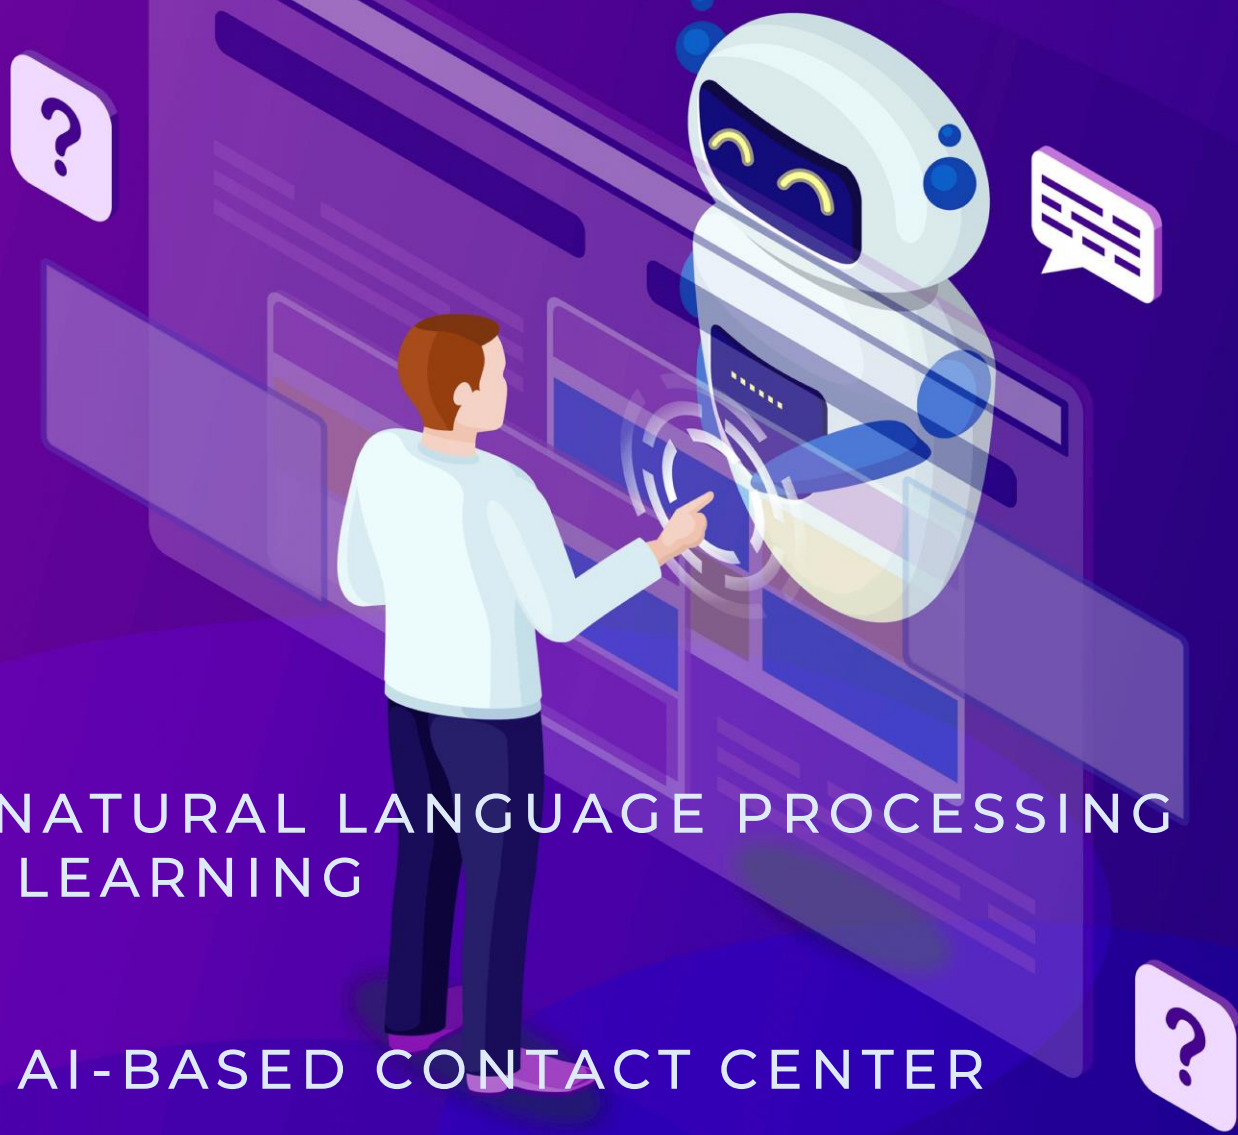 ?
NATURAL LANGUAGE PROCESSING
LEARNING
AI-BASED CONTACT CENTER
?